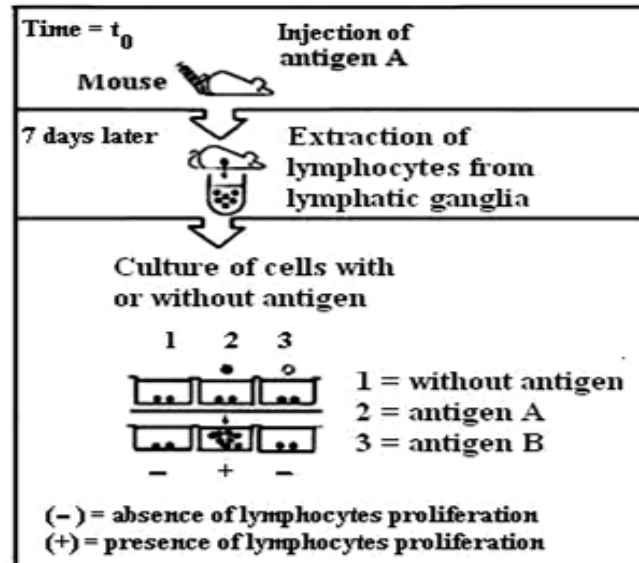 Time = t0
Injection of
antigen A
Mouse
7 days later
Extraction of
lymphocytes from
lymphatic ganglia
Culture of cells with
or without antigen
1 2 3
1 = without antigen
2 = antigen A
3 = antigen B
– + –
(–) = absence of lymphocytes proliferation
(+) = presence of lymphocytes proliferation